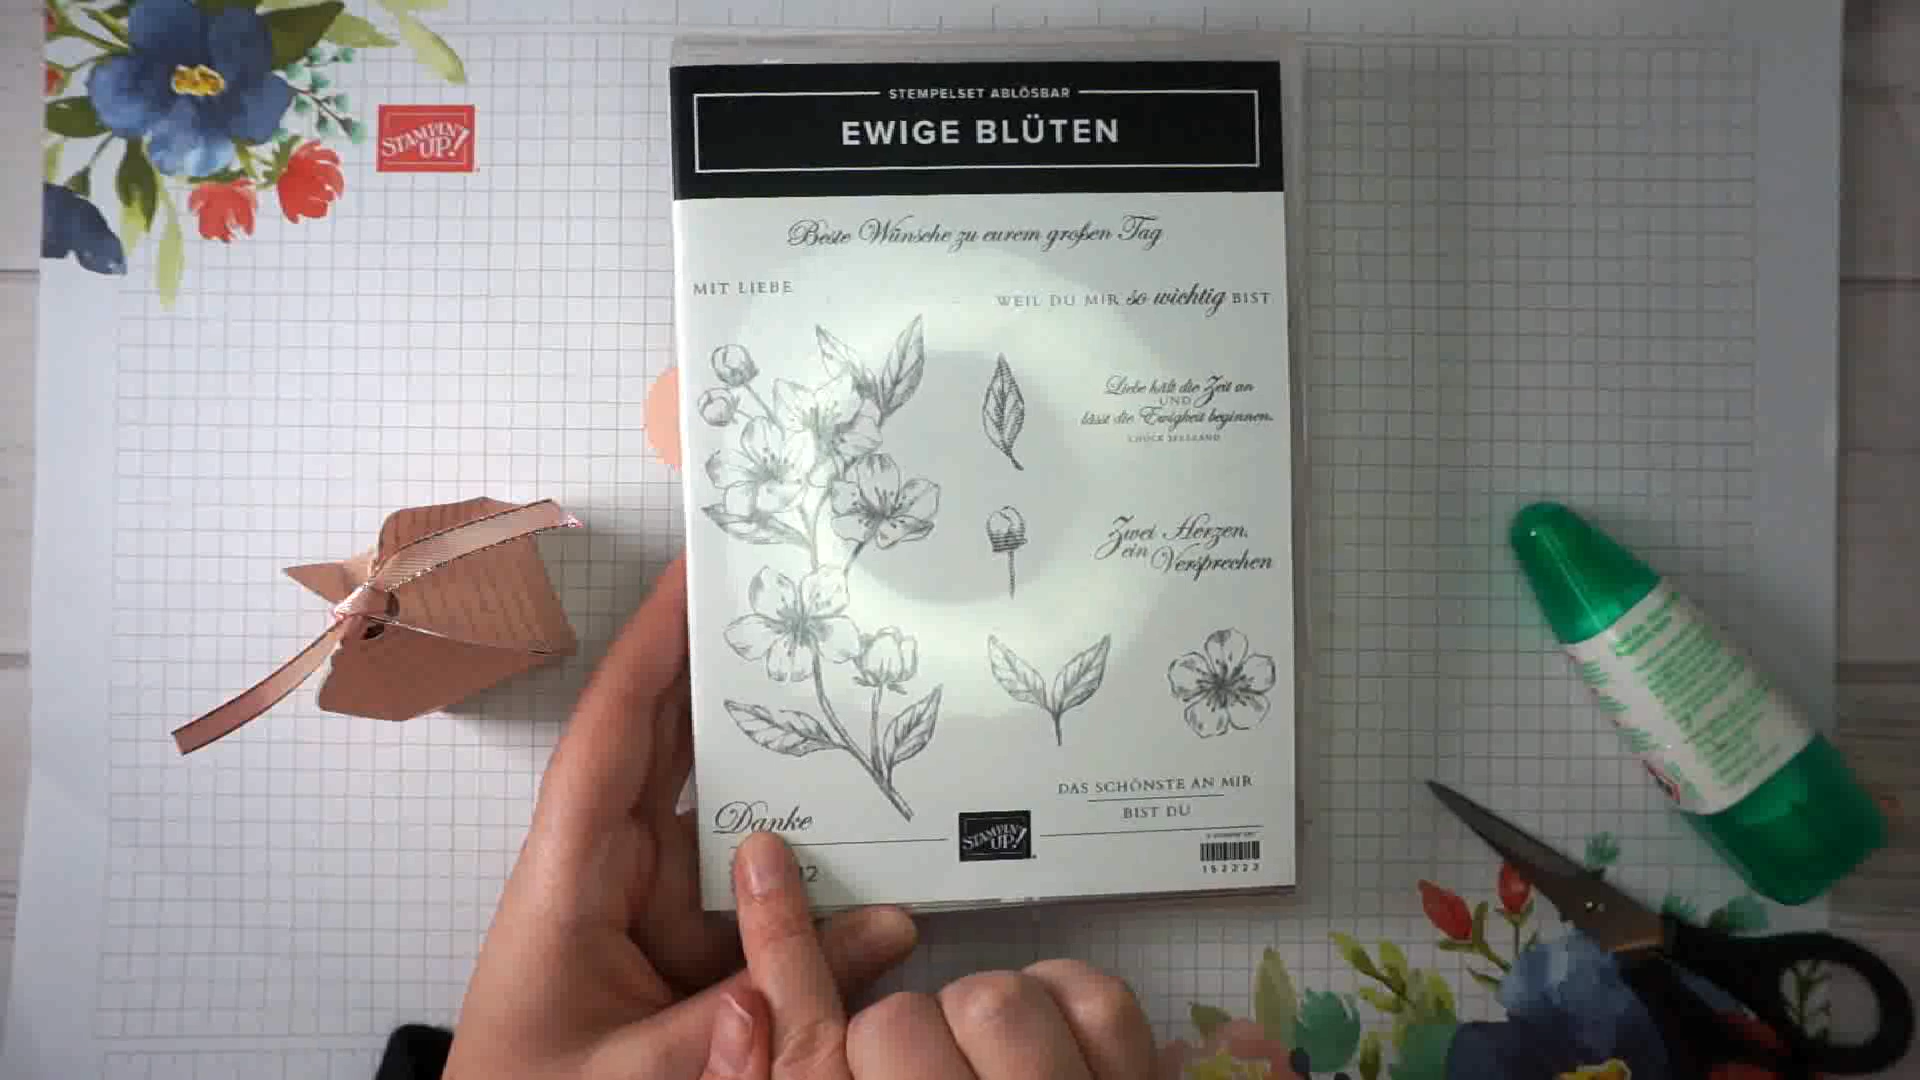 STAMPIN' UP!
STEMPELSET ABLÖSBAR
EWIGE BLÜTEN
Beste Wünsche zu eurem großen Tag
MIT LIEBE
WEIL DU MIR so wichtig BIST
Liebe hält die Zeit an
UND
lässt die Ewigkeit beginnen.
Zwei Herzen,
ein Versprechen
DAS SCHÖNSTE AN MIR
BIST DU
Danke
STAMPIN' UP!
12
152222